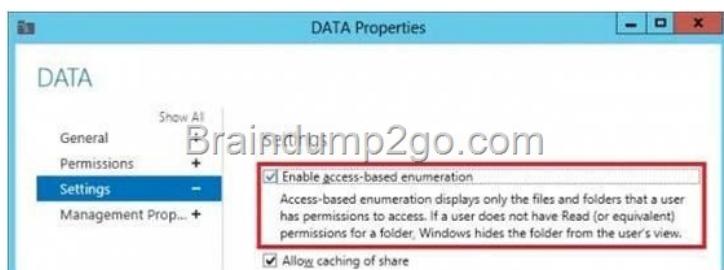 DATA Properties
DATA
Show All
General +
Permissions +
Settings −
Management Prop... +
Braindump2go.com
Settings
Enable access-based enumeration
Access-based enumeration displays only the files and folders that a user
has permissions to access. If a user does not have Read (or equivalent)
permissions for a folder, Windows hides the folder from the user's view.
Allow caching of share